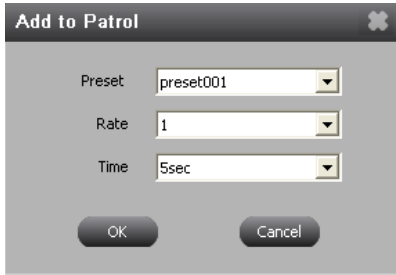 Add to Patrol
Preset preset001
Rate 1
Time 5sec
OK Cancel